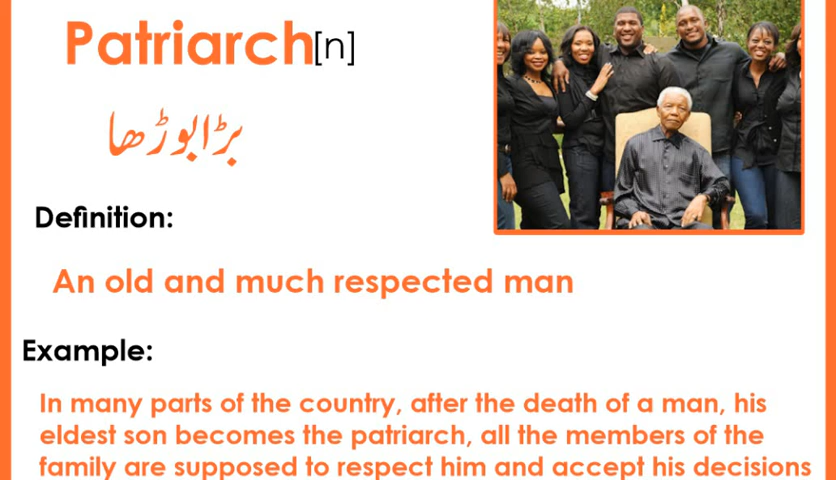 Patriarch[n]
بڑا بوڑھا
Definition:
An old and much respected man
Example:
In many parts of the country, after the death of a man, his
eldest son becomes the patriarch, all the members of the
family are supposed to respect him and accept his decisions